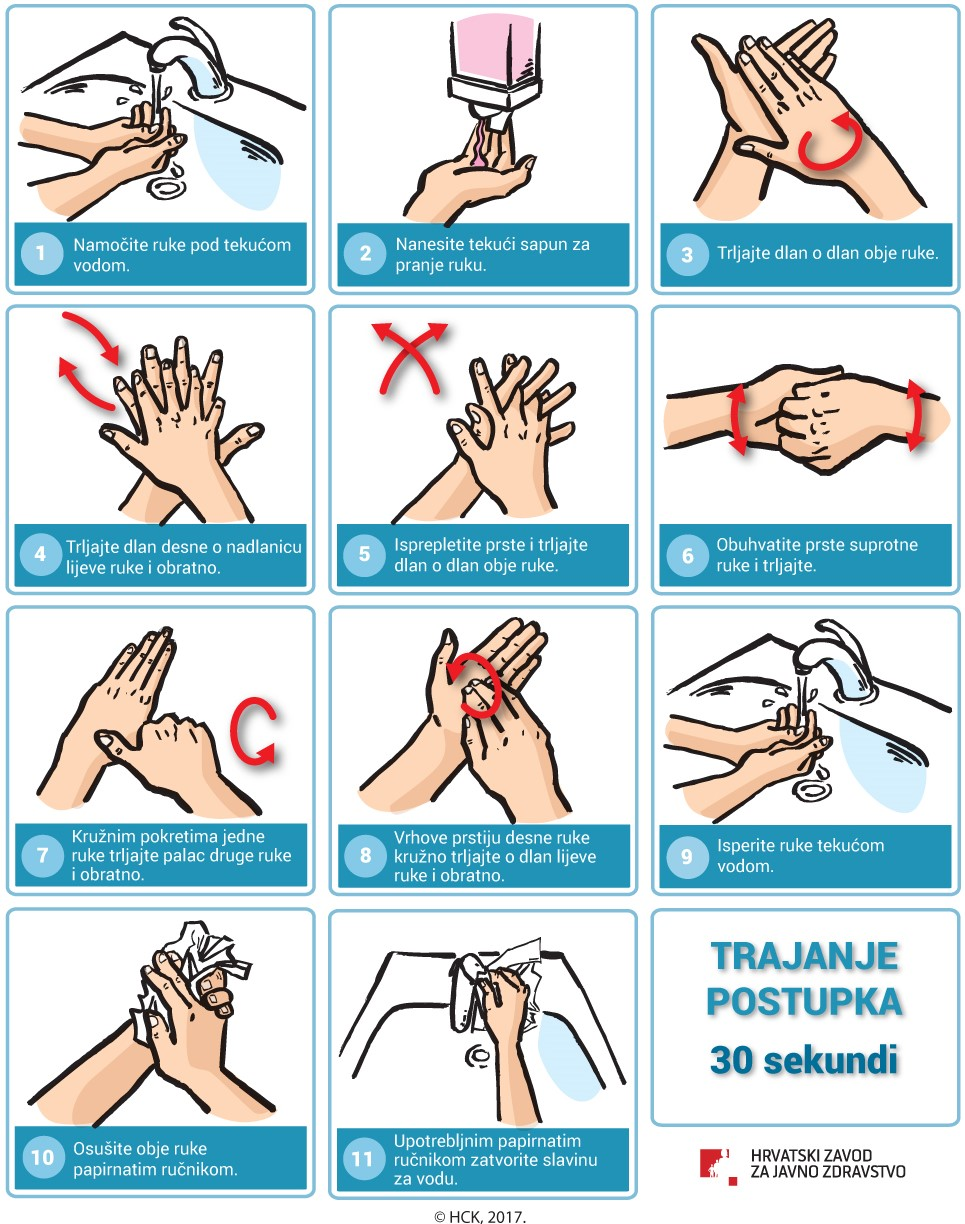 1
Namočite ruke pod tekućom
vodom.
2
Nanesite tekući sapun za
pranje ruku.
3
Trljajte dlan o dlan obje ruke.
4
Trljajte dlan desne o nadlanicu
lijeve ruke i obratno.
5
Isprepletite prste i trljajte
dlan o dlan obje ruke.
6
Obuhvatite prste suprotne
ruke i trljajte.
7
Kružnim pokretima jedne
ruke trljajte palac druge ruke
i obratno.
8
Vrhove prstiju desne ruke
kružno trljajte o dlan lijeve
ruke i obratno.
9
Isperite ruke tekućom
vodom.
10
Osušite obje ruke
papirnatim ručnikom.
11
Upotrebljnim papirnatim
ručnikom zatvorite slavinu
za vodu.
TRAJANJE
POSTUPKA
30 sekundi
HRVATSKI ZAVOD
ZA JAVNO ZDRAVSTVO
© HCK, 2017.